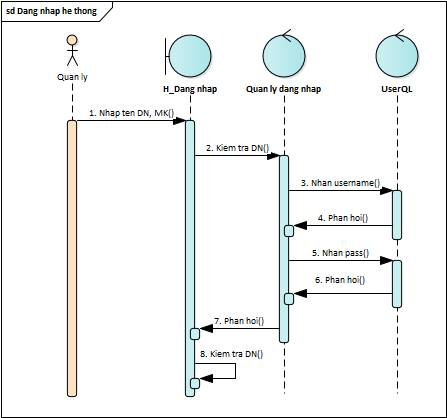 sd Dang nhap he thong
Quan ly
H_Dang nhap
Quan ly dang nhap
UserQL
1. Nhap ten DN, MK()
2. Kiem tra DN()
3. Nhan username()
4. Phan hoi()
5. Nhan pass()
6. Phan hoi()
7. Phan hoi()
8. Kiem tra DN()